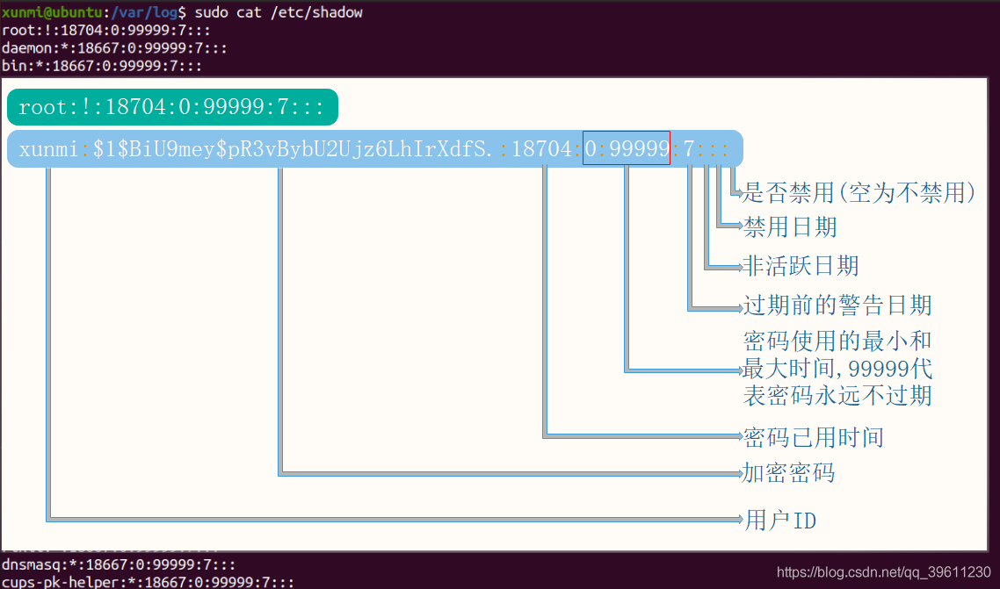 xunmi@ubuntu:/var/log$ sudo cat /etc/shadow
root:!:18704:0:99999:7:::
daemon:*:18667:0:99999:7:::
bin:*:18667:0:99999:7:::
root:!:18704:0:99999:7:::
xunmi:$1$BiU9mey$pR3vBybU2Ujz6LhIrXdfS.:18704:0:99999:7:::
是否禁用(空为不禁用)
禁用日期
非活跃日期
过期前的警告日期
密码使用的最小和
最大时间,99999代
表密码永远不过期
密码已用时间
加密密码
用户ID
dnsmasq:*:18667:0:99999:7:::
cups-pk-helper:*:18667:0:99999:7:::
https://blog.csdn.net/qq_39611230